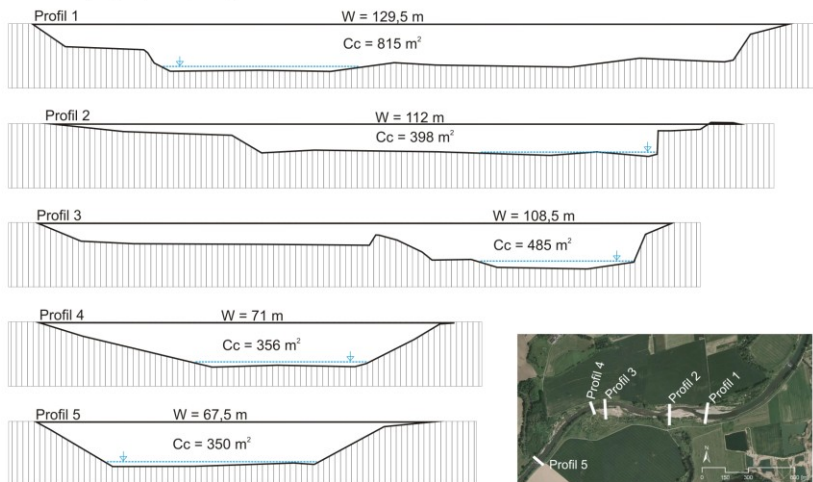 Profil 1
W = 129,5 m
Cc = 815 m²
Profil 2
W = 112 m
Cc = 398 m²
Profil 3
W = 108,5 m
Cc = 485 m²
Profil 4
W = 71 m
Cc = 356 m²
Profil 5
W = 67,5 m
Cc = 350 m²
Profil 4
Profil 3
Profil 2
Profil 1
Profil 5
N
0 150 300